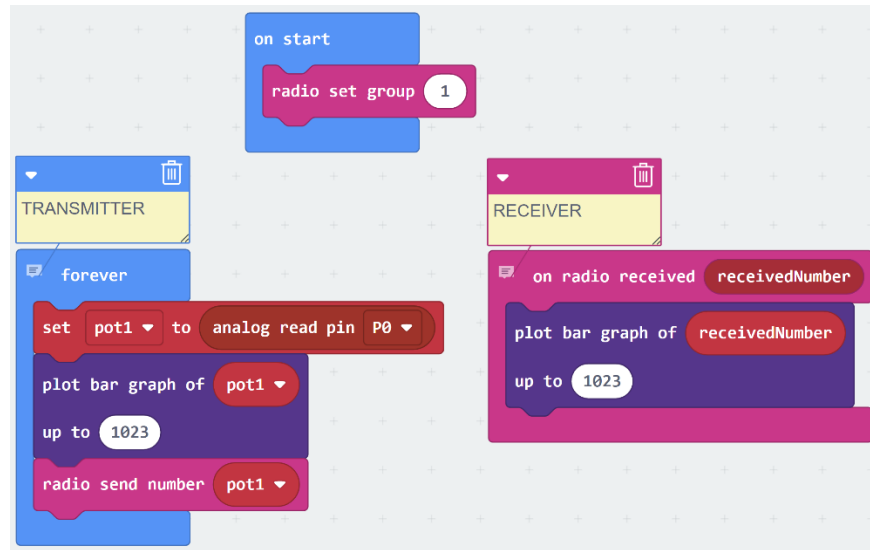 on start
radio set group 1
TRANSMITTER
forever
set pot1 to analog read pin P0
plot bar graph of pot1
up to 1023
radio send number pot1
RECEIVER
on radio received receivedNumber
plot bar graph of receivedNumber
up to 1023